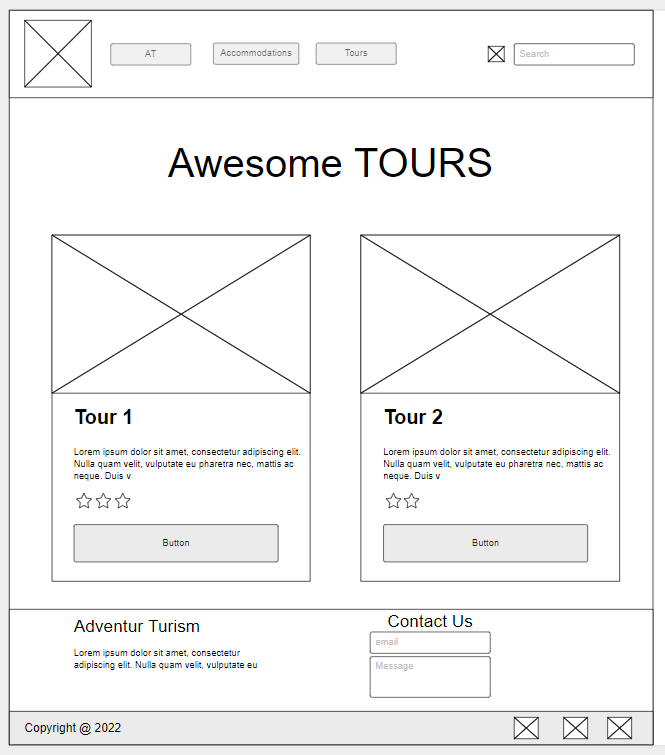 AT
Accommodations
Tours
Search
Awesome TOURS
Tour 1
Lorem ipsum dolor sit amet, consectetur adipiscing elit.
Nulla quam velit, vulputate eu pharetra nec, mattis ac
neque. Duis v
Button
Tour 2
Lorem ipsum dolor sit amet, consectetur adipiscing elit.
Nulla quam velit, vulputate eu pharetra nec, mattis ac
neque. Duis v
Button
Adventur Turism
Lorem ipsum dolor sit amet, consectetur
adipiscing elit. Nulla quam velit, vulputate eu
Contact Us
email
Message
Copyright @ 2022